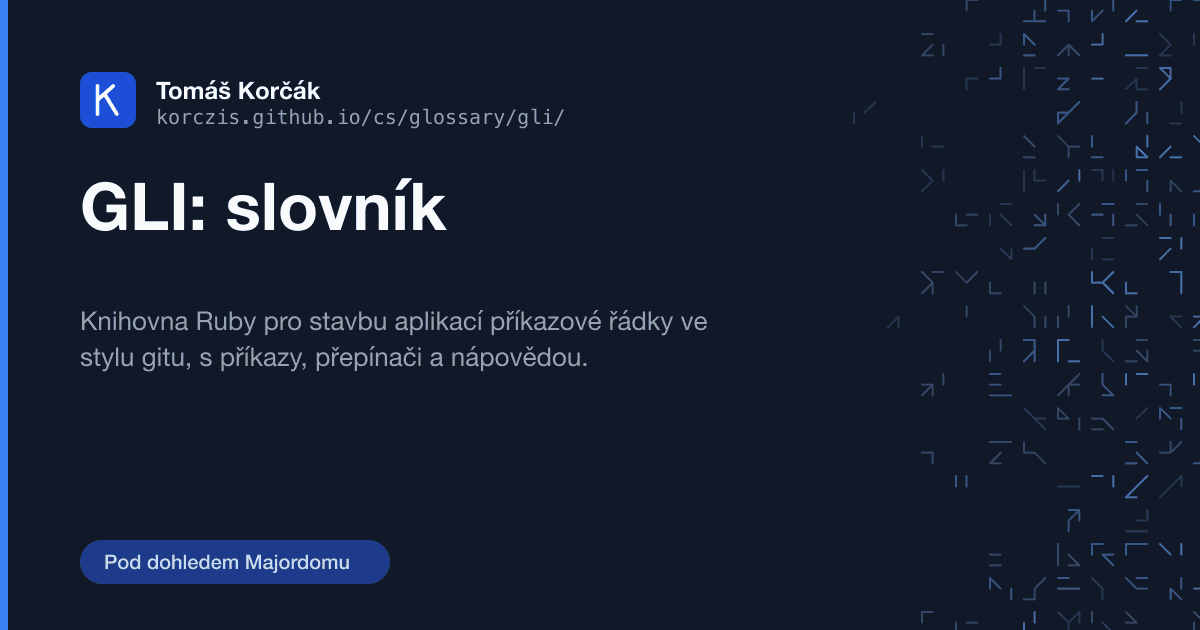 K
Tomáš Korčák
korczis.github.io/cs/glossary/gli/
GLI: slovník
Knihovna Ruby pro stavbu aplikací příkazové řádky ve
stylu gitu, s příkazy, přepínači a nápovědou.
Pod dohledem Majordomu